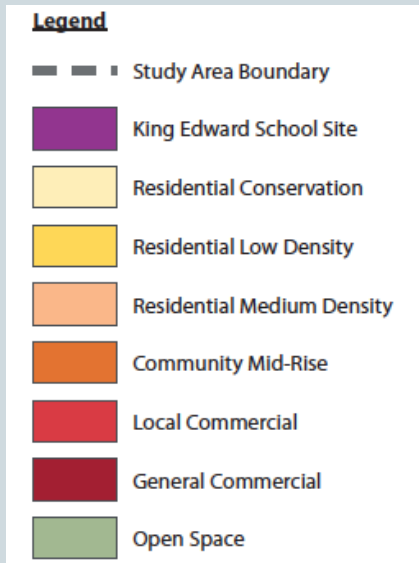 Legend
Study Area Boundary
King Edward School Site
Residential Conservation
Residential Low Density
Residential Medium Density
Community Mid-Rise
Local Commercial
General Commercial
Open Space